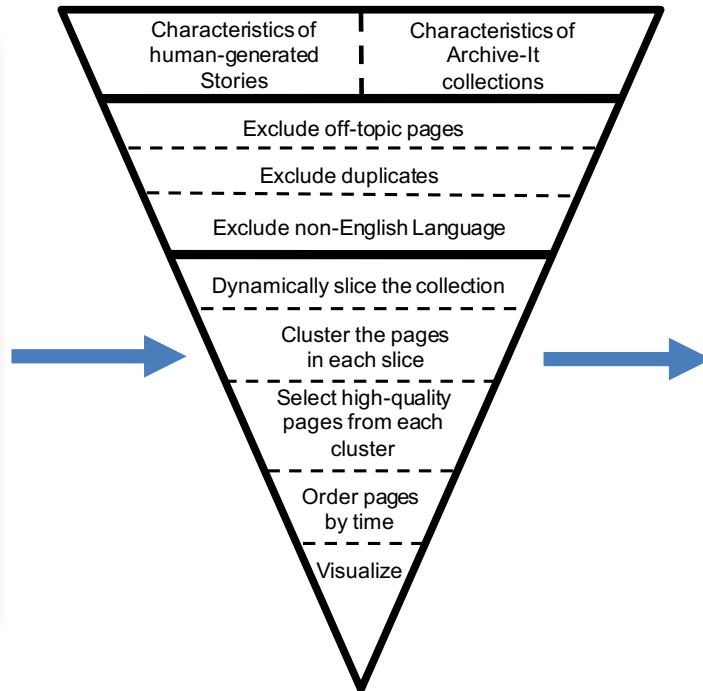 Characteristics of
human-generated
Stories
Characteristics of
Archive-It
collections
Exclude off-topic pages
Exclude duplicates
Exclude non-English Language
Dynamically slice the collection
Cluster the pages
in each slice
Select high-quality
pages from each
cluster
Order pages
by time
Visualize